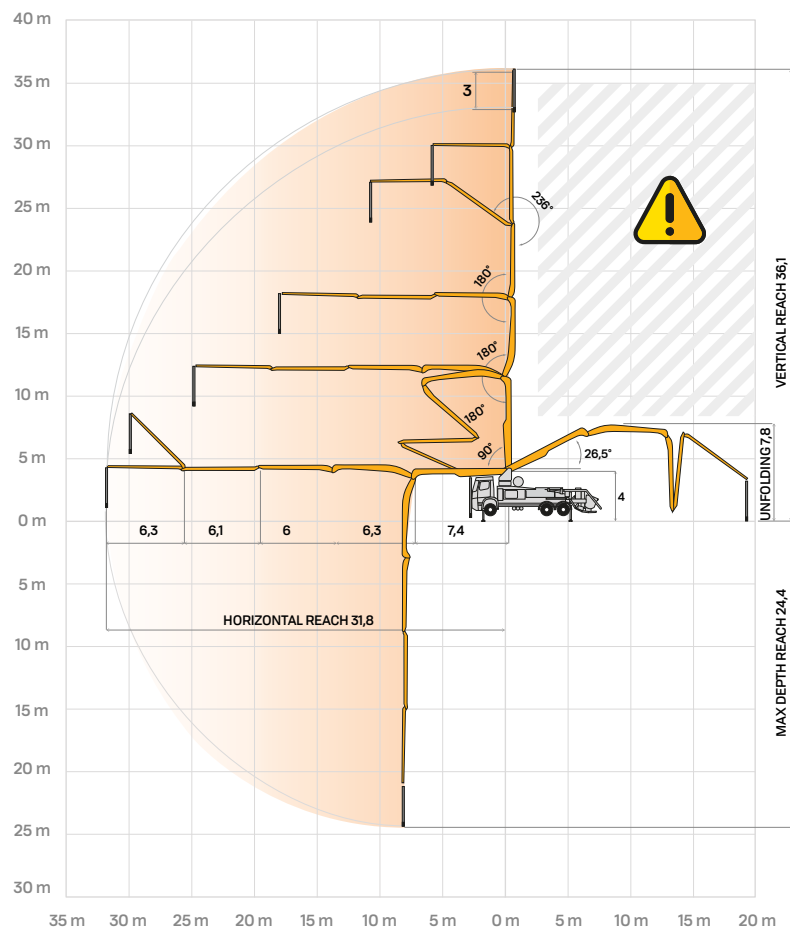 40 m
35 m
3
30 m
25 m
236°
20 m
180°
VERTICAL REACH 36,1
15 m
180°
10 m
180°
5 m
90°
26,5°
UNFOLDING 7,8
4
0 m
6,3
6,1
6
6,3
7,4
5 m
HORIZONTAL REACH 31,8
10 m
MAX DEPTH REACH 24,4
15 m
20 m
25 m
30 m
35 m 30 m 25 m 20 m 15 m 10 m 5 m 0 m 5 m 10 m 15 m 20 m